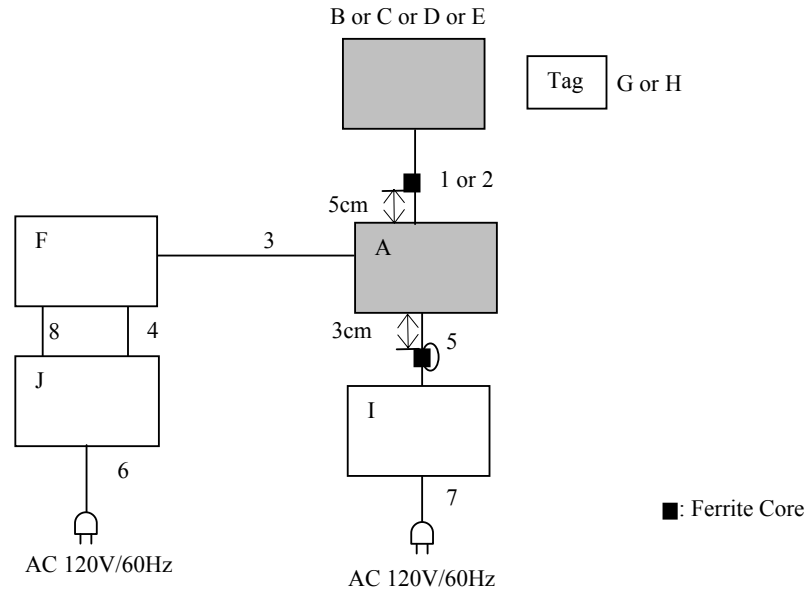 B or C or D or E
Tag
G or H
1 or 2
5cm
F
3
A
3cm
5
8
4
J
I
6
7
■: Ferrite Core
AC 120V/60Hz
AC 120V/60Hz